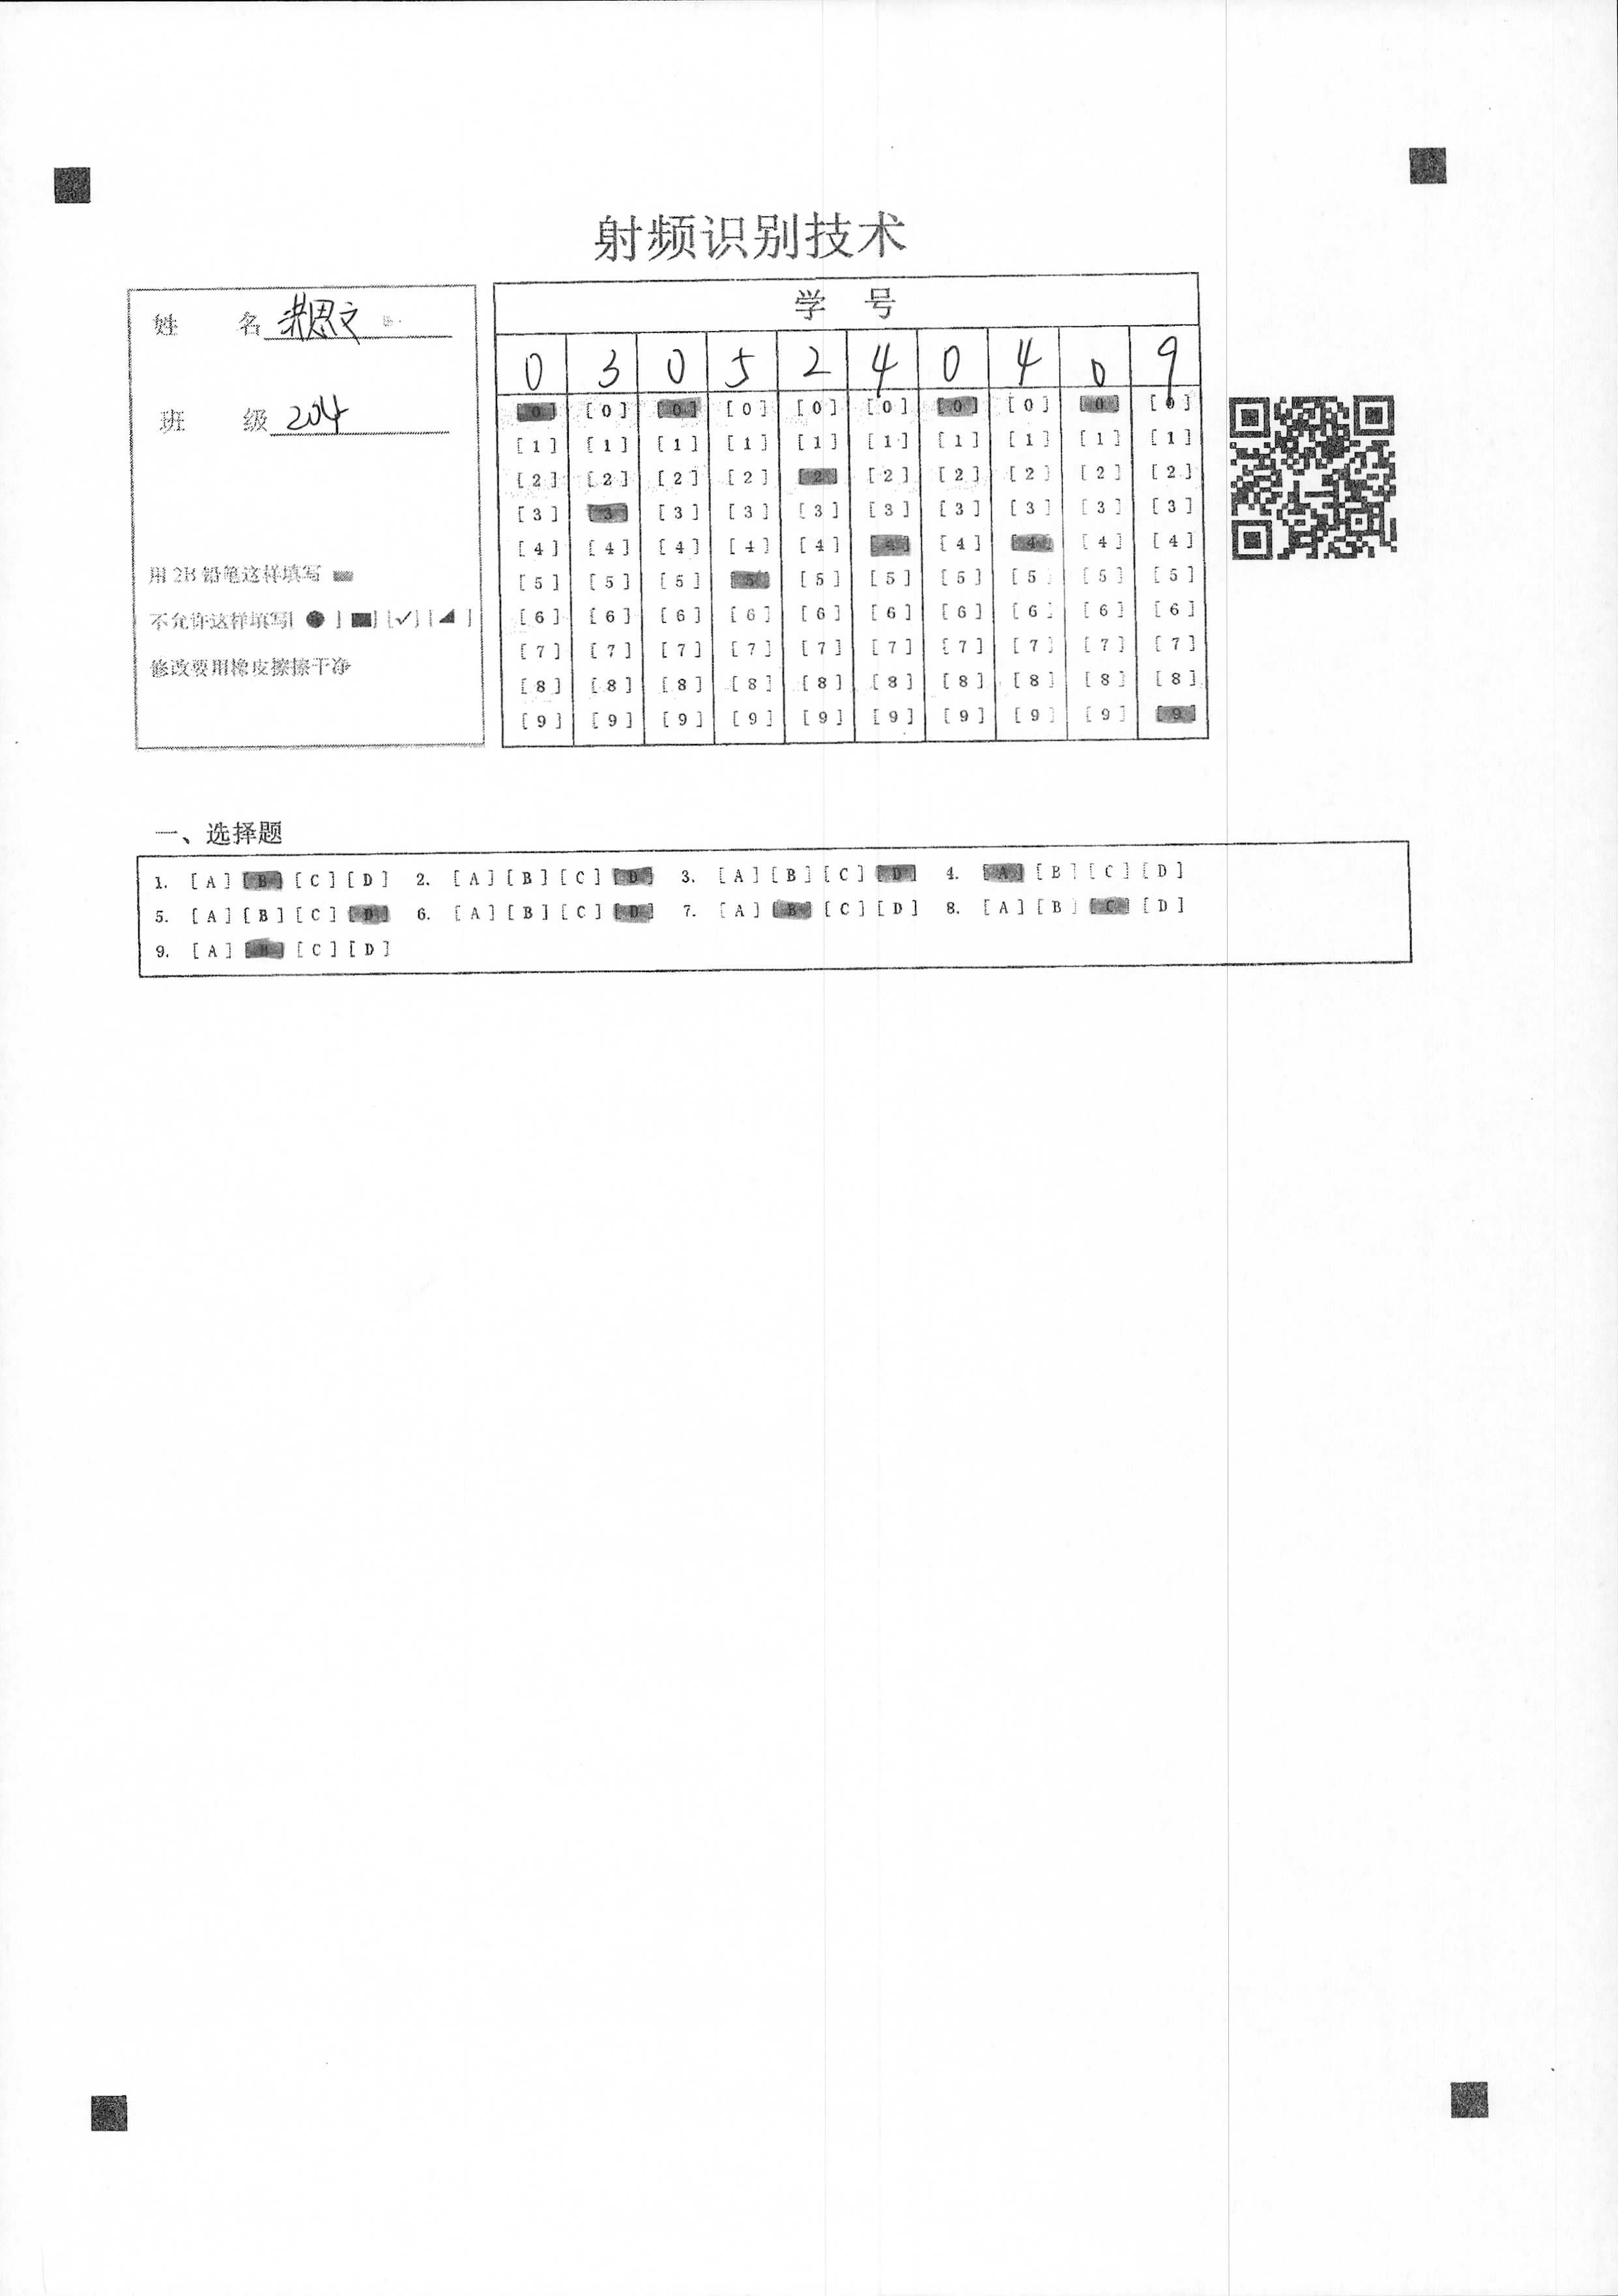 射频识别技术
姓 名 思文
班 级 204
用 2B 铅笔这样填写
不允许这样填写[ ● ] [■] [✓] [◢ ]
修改要用橡皮擦擦干净
学 号
0 3 0 5 2 4 0 4 0 9
[0] [0] [0] [0] [0] [0] [0] [0] [0] [0]
[1] [1] [1] [1] [1] [1] [1] [1] [1] [1]
[2] [2] [2] [2] [2] [2] [2] [2] [2] [2]
[3] [3] [3] [3] [3] [3] [3] [3] [3] [3]
[4] [4] [4] [4] [4] [4] [4] [4] [4] [4]
[5] [5] [5] [5] [5] [5] [5] [5] [5] [5]
[6] [6] [6] [6] [6] [6] [6] [6] [6] [6]
[7] [7] [7] [7] [7] [7] [7] [7] [7] [7]
[8] [8] [8] [8] [8] [8] [8] [8] [8] [8]
[9] [9] [9] [9] [9] [9] [9] [9] [9] [9]
一、选择题
1. [A] [B] [C] [D] 2. [A] [B] [C] [D] 3. [A] [B] [C] [D] 4. [A] [B] [C] [D]
5. [A] [B] [C] [D] 6. [A] [B] [C] [D] 7. [A] [B] [C] [D] 8. [A] [B] [C] [D]
9. [A] [B] [C] [D]